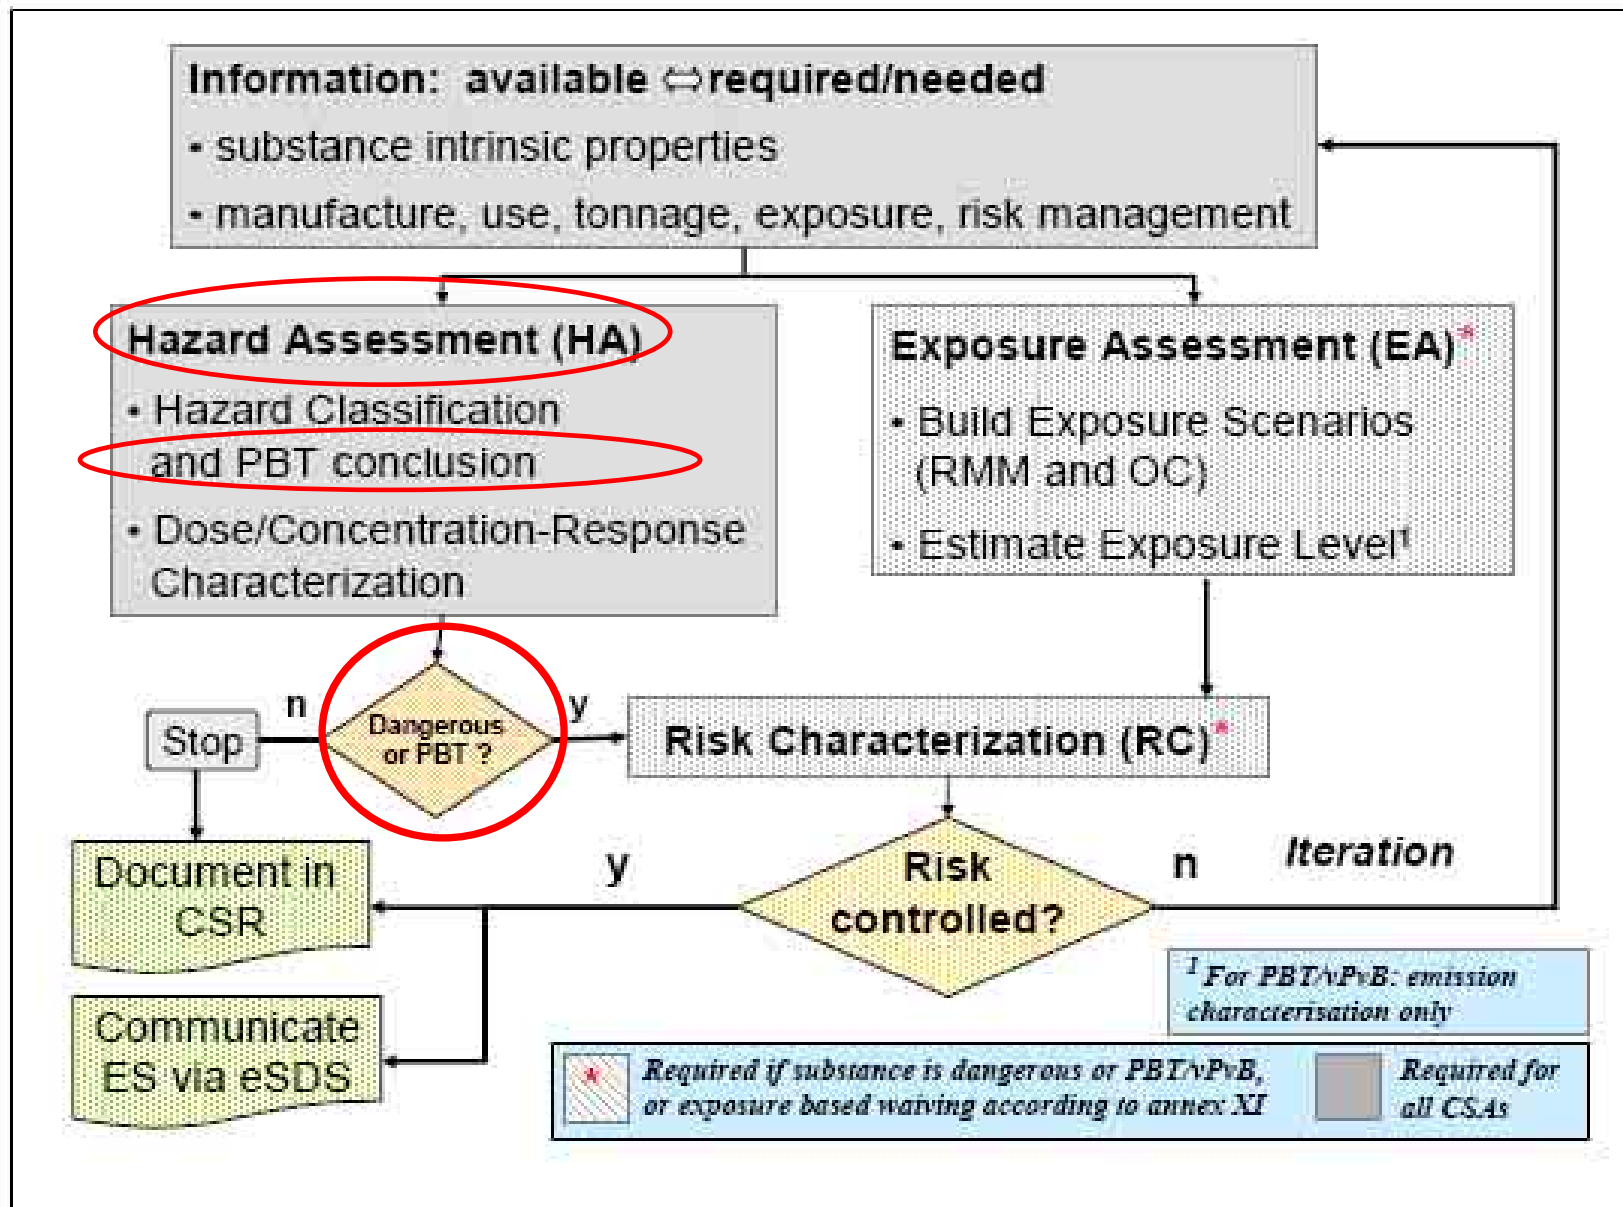 Information: available ⇔ required/needed
• substance intrinsic properties
• manufacture, use, tonnage, exposure, risk management
Hazard Assessment (HA)
• Hazard Classification
and PBT conclusion
• Dose/Concentration-Response
Characterization
Exposure Assessment (EA)*
• Build Exposure Scenarios
(RMM and OC)
• Estimate Exposure Level¹
n
Dangerous
or PBT ?
y
Stop
Risk Characterization (RC)*
Document in
CSR
y
Risk
controlled?
n
Iteration
Communicate
ES via eSDS
¹ For PBT/vPvB: emission
characterisation only
* Required if substance is dangerous or PBT/vPvB,
or exposure based waiving according to annex XI
Required for
all CSAs